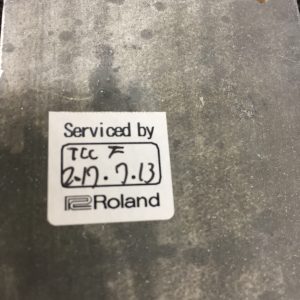 Serviced by
TCC
2017.7.13
Roland